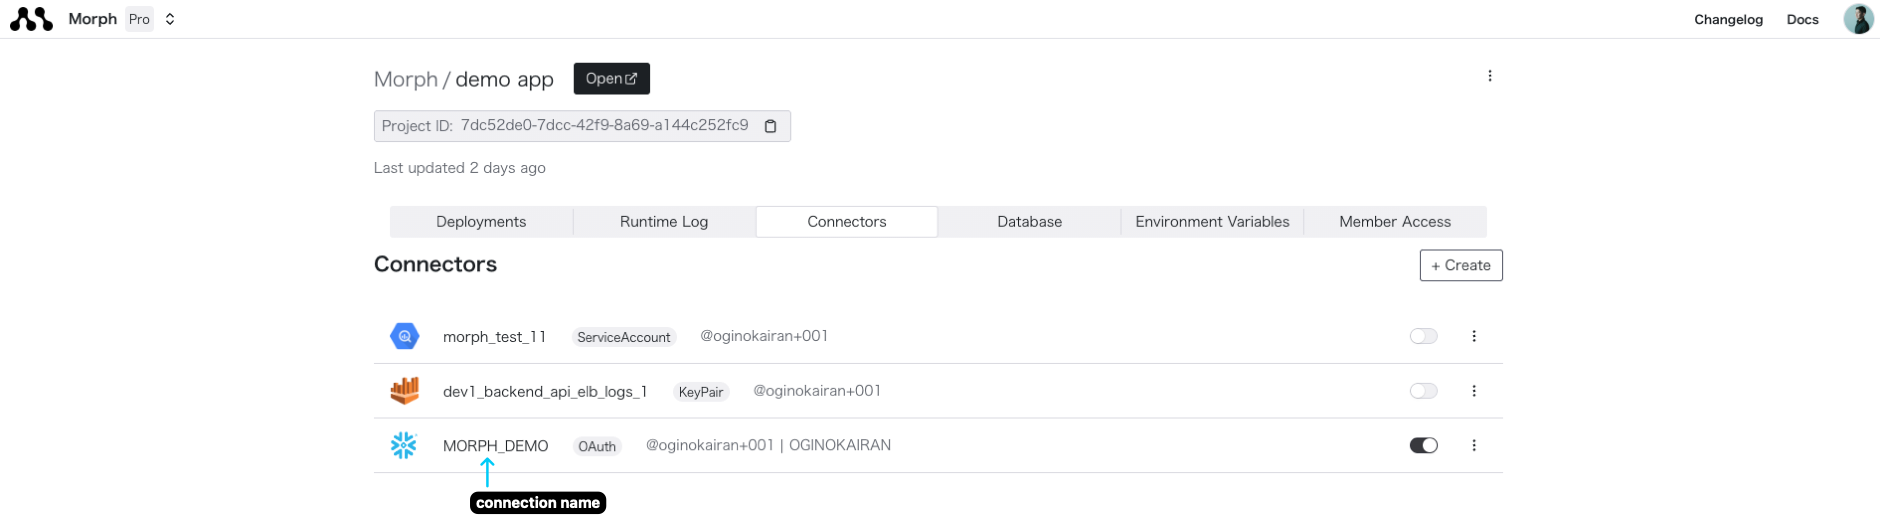 Morph Pro Changelog Docs
Morph / demo app Open
Project ID: 7dc52de0-7dcc-42f9-8a69-a144c252fc9
Last updated 2 days ago
Deployments Runtime Log Connectors Database Environment Variables Member Access
Connectors + Create
morph_test_11 ServiceAccount @oginokairan+001
dev1_backend_api_elb_logs_1 KeyPair @oginokairan+001
MORPH_DEMO OAuth @oginokairan+001 | OGINOKAIRAN
connection name